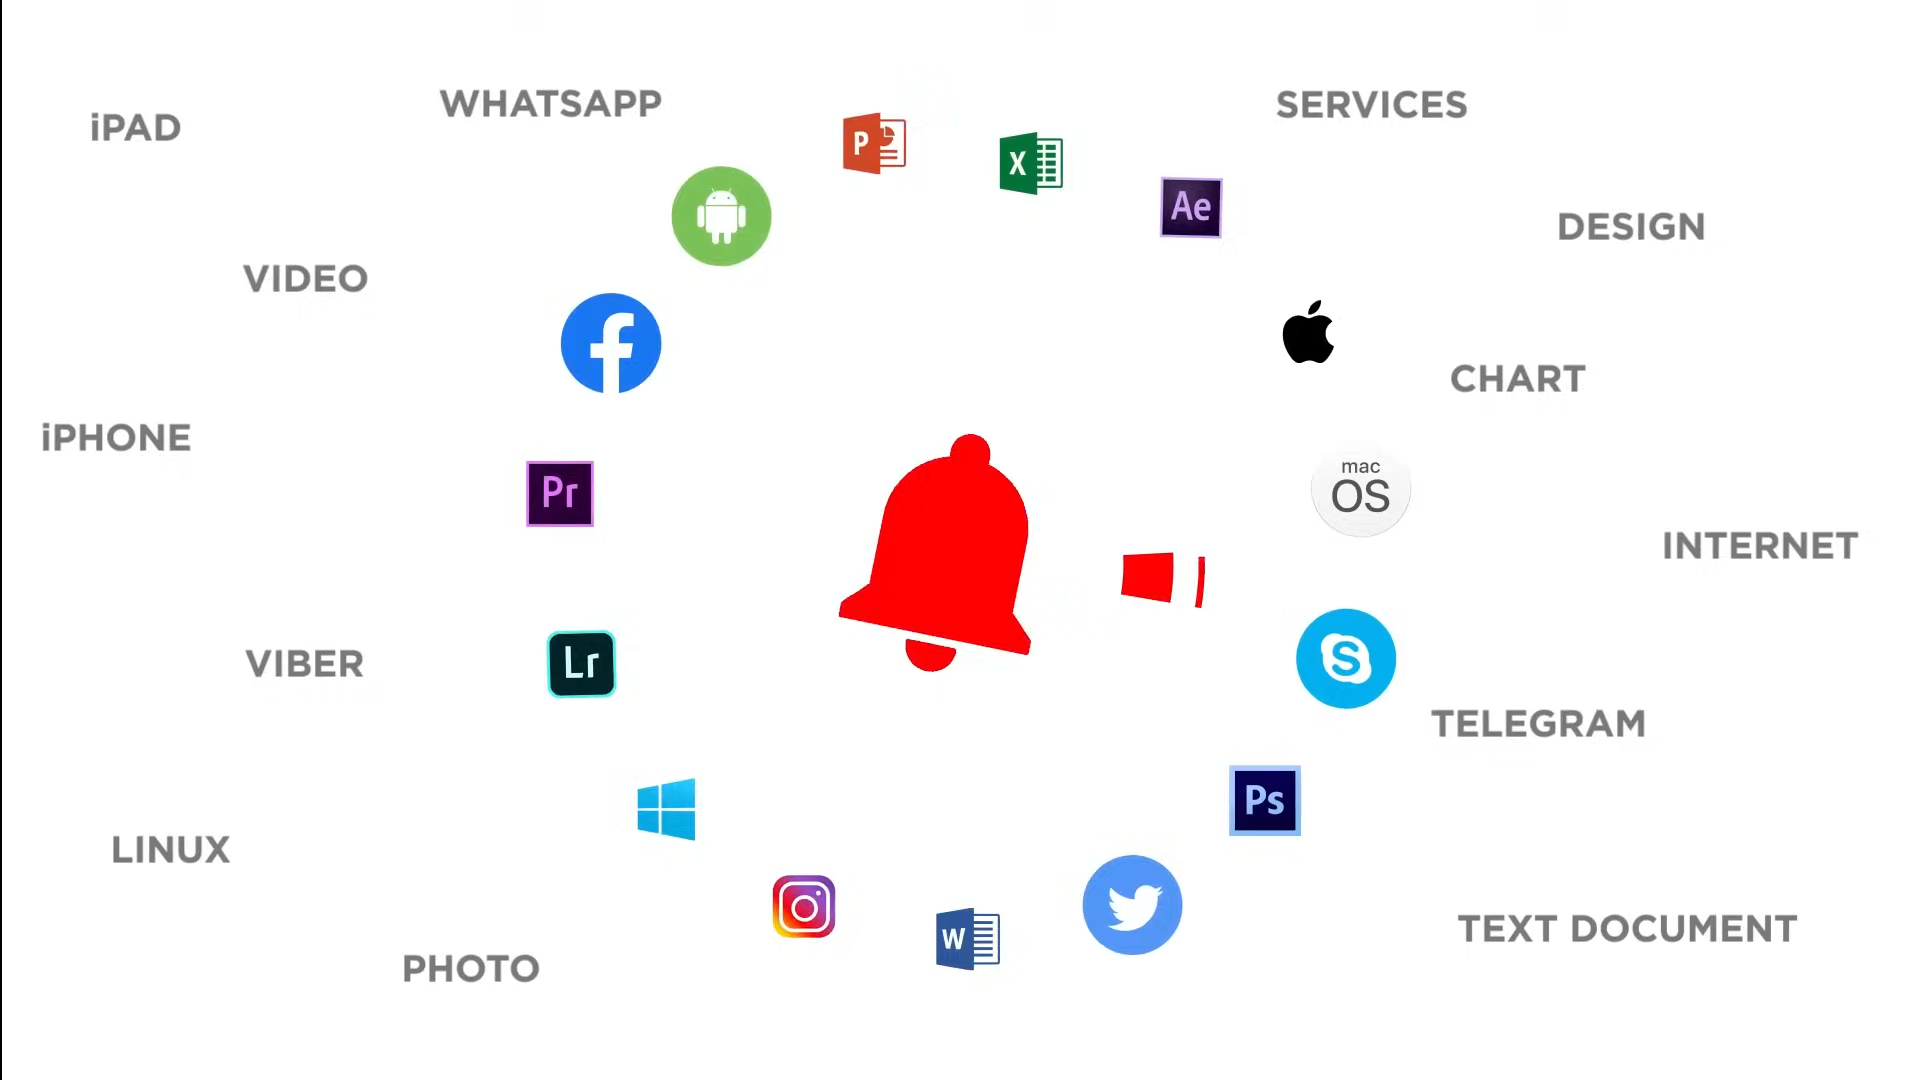 WHATSAPP
SERVICES
iPAD
P
X
Ae
DESIGN
VIDEO
f
CHART
iPHONE
mac
OS
Pr
INTERNET
VIBER
Lr
S
TELEGRAM
Ps
LINUX
W
TEXT DOCUMENT
PHOTO